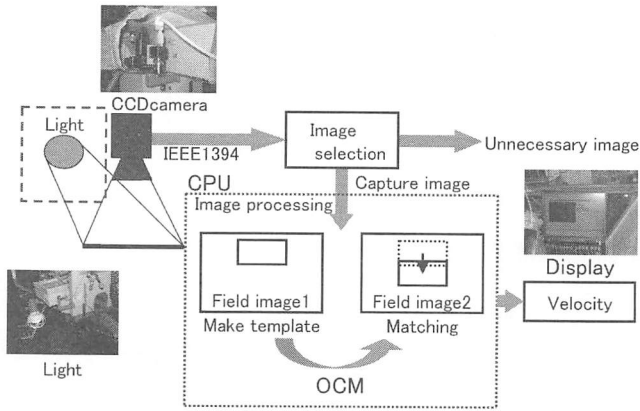 CCDcamera
Light
IEEE1394
Image
selection
Unnecessary image
CPU
Capture image
Image processing
Field image1
Field image2
Make template
Matching
OCM
Display
Velocity
Light